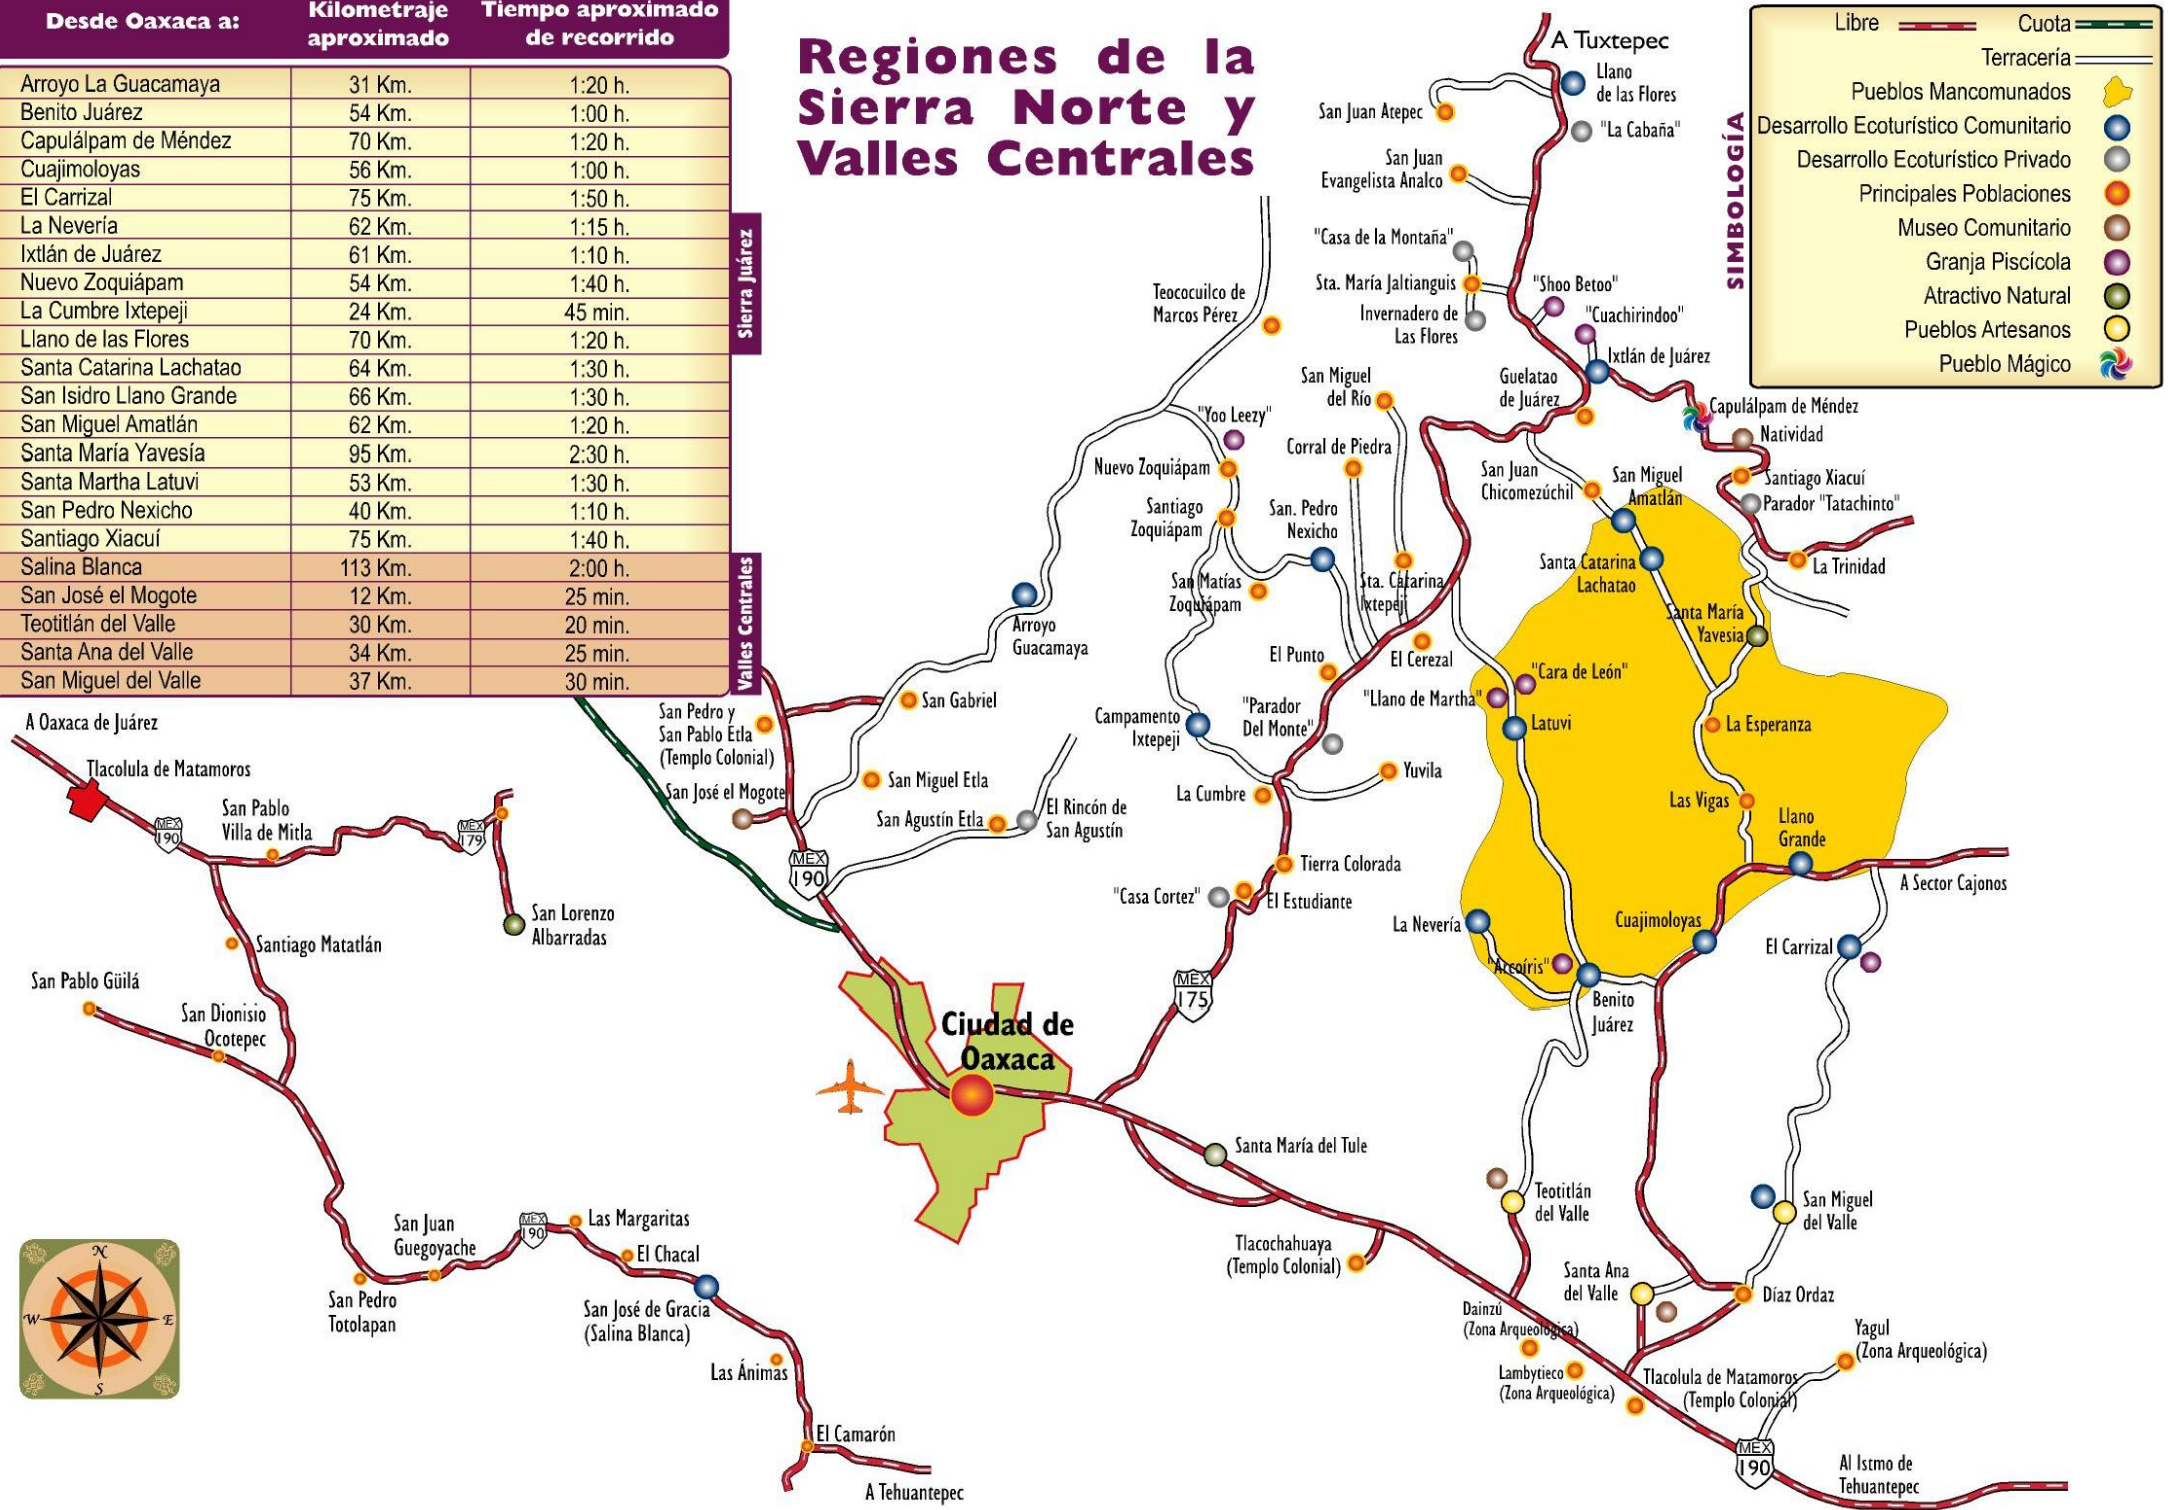 Desde Oaxaca a: Kilometraje aproximado Tiempo aproximado de recorrido
Arroyo La Guacamaya 31 Km. 1:20 h.
Benito Juárez 54 Km. 1:00 h.
Capulálpam de Méndez 70 Km. 1:20 h.
Cuajimoloyas 56 Km. 1:00 h.
El Carrizal 75 Km. 1:50 h.
La Nevería 62 Km. 1:15 h.
Ixtlán de Juárez 61 Km. 1:10 h.
Nuevo Zoquiápam 54 Km. 1:40 h.
La Cumbre Ixtepeji 24 Km. 45 min.
Llano de las Flores 70 Km. 1:20 h.
Santa Catarina Lachatao 64 Km. 1:30 h.
San Isidro Llano Grande 66 Km. 1:30 h.
San Miguel Amatlán 62 Km. 1:20 h.
Santa María Yavesía 95 Km. 2:30 h.
Santa Martha Latuvi 53 Km. 1:30 h.
San Pedro Nexicho 40 Km. 1:10 h.
Santiago Xiacuí 75 Km. 1:40 h.
Salina Blanca 113 Km. 2:00 h.
San José el Mogote 12 Km. 25 min.
Teotitlán del Valle 30 Km. 20 min.
Santa Ana del Valle 34 Km. 25 min.
San Miguel del Valle 37 Km. 30 min.
Sierra Juárez
Valles Centrales
Regiones de la
Sierra Norte y
Valles Centrales
SIMBOLOGÍA
Libre Cuota
Terracería
Pueblos Mancomunados
Desarrollo Ecoturístico Comunitario
Desarrollo Ecoturístico Privado
Principales Poblaciones
Museo Comunitario
Granja Piscícola
Atractivo Natural
Pueblos Artesanos
Pueblo Mágico
A Tuxtepec
Llano
de las Flores
San Juan Atepec
"La Cabaña"
San Juan
Evangelista Analco
"Casa de la Montaña"
Sta. María Jaltianguis
"Shoo Betoo"
Invernadero de
Las Flores
"Cuachirindoo"
Ixtlán de Juárez
Guelatao
de Juárez
Capulálpam de Méndez
Natividad
Santiago Xiacuí
Parador "Tatachinto"
La Trinidad
Teococuilco de
Marcos Pérez
San Miguel
del Río
"Yoo Leezy"
Corral de Piedra
Nuevo Zoquiápam
San Juan
Chicomezúchil
San Miguel
Amatlán
Santiago
Zoquiápam
San. Pedro
Nexicho
Santa Catarina
Lachatao
San Matías
Zoquiápam
Sta. Catarina
Ixtepeji
Santa María
Yavesia
Arroyo
Guacamaya
El Punto
El Cerezal
"Cara de León"
"Llano de Martha"
San Gabriel
San Pedro y
San Pablo Etla
(Templo Colonial)
Campamento
Ixtepeji
"Parador
Del Monte"
Latuvi
La Esperanza
San José el Mogote
San Miguel Etla
Yuvila
La Cumbre
Las Vigas
San Agustín Etla
El Rincón de
San Agustín
Llano
Grande
MEX
190
Tierra Colorada
"Casa Cortez"
El Estudiante
A Sector Cajonos
La Nevería
Cuajimoloyas
El Carrizal
"Arcoíris"
MEX
175
Benito
Juárez
Ciudad de
Oaxaca
Santa María del Tule
Teotitlán
del Valle
San Miguel
del Valle
Tlacochahuaya
(Templo Colonial)
Santa Ana
del Valle
Díaz Ordaz
Dainzú
(Zona Arqueológica)
Yagul
(Zona Arqueológica)
Lambytieco
(Zona Arqueológica)
Tlacolula de Matamoros
(Templo Colonial)
MEX
190
Al Istmo de
Tehuantepec
A Oaxaca de Juárez
Tlacolula de Matamoros
MEX
190
San Pablo
Villa de Mitla
MEX
179
San Lorenzo
Albarradas
Santiago Matatlán
San Pablo Güilá
San Dionisio
Ocotepec
San Juan
Guegoyache
MEX
190
Las Margaritas
El Chacal
San Pedro
Totolapan
San José de Gracia
(Salina Blanca)
Las Ánimas
El Camarón
A Tehuantepec
N
W
E
S